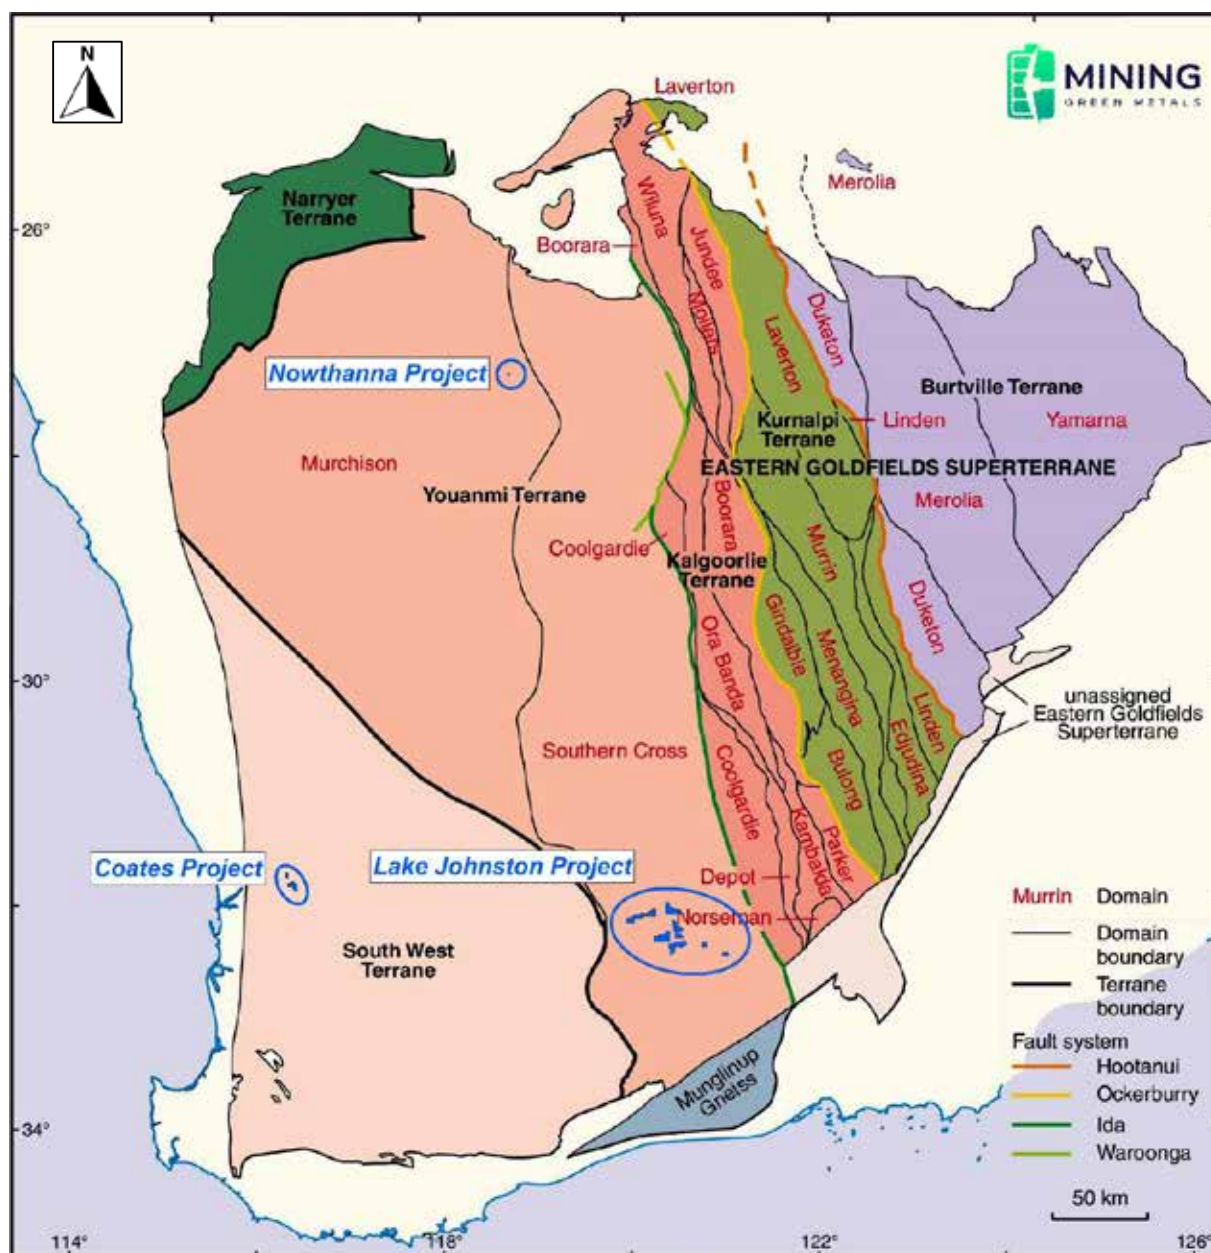 N
MINING
GREEN METALS
Laverton
Merolia
Narryer
Terrane
Wiluna
26°
Boorara
Jundee
Moilers
Duketon
Laverton
Nowthanna Project
Burtville Terrane
Kurnalpi
Terrane
Linden
Yamarna
Murchison
EASTERN GOLDFIELDS SUPERTERRANE
Youanmi Terrane
Boorara
Merolia
Coolgardie
Murrin
Kalgoorlie
Terrane
Gindalbie
Duketon
Ora Banda
Menangina
30°
Linden
unassigned
Eastern Goldfields
Superterrane
Edjudina
Southern Cross
Coolgardie
Bulong
Coates Project
Lake Johnston Project
Kambalda
Parker
Depot
Norseman
South West
Terrane
Murrin Domain
Domain
boundary
Terrane
boundary
Fault system
Hootanui
Ockerburry
Ida
Waroonga
Munglinup
Gneiss
34°
50 km
114°
118°
122°
126°